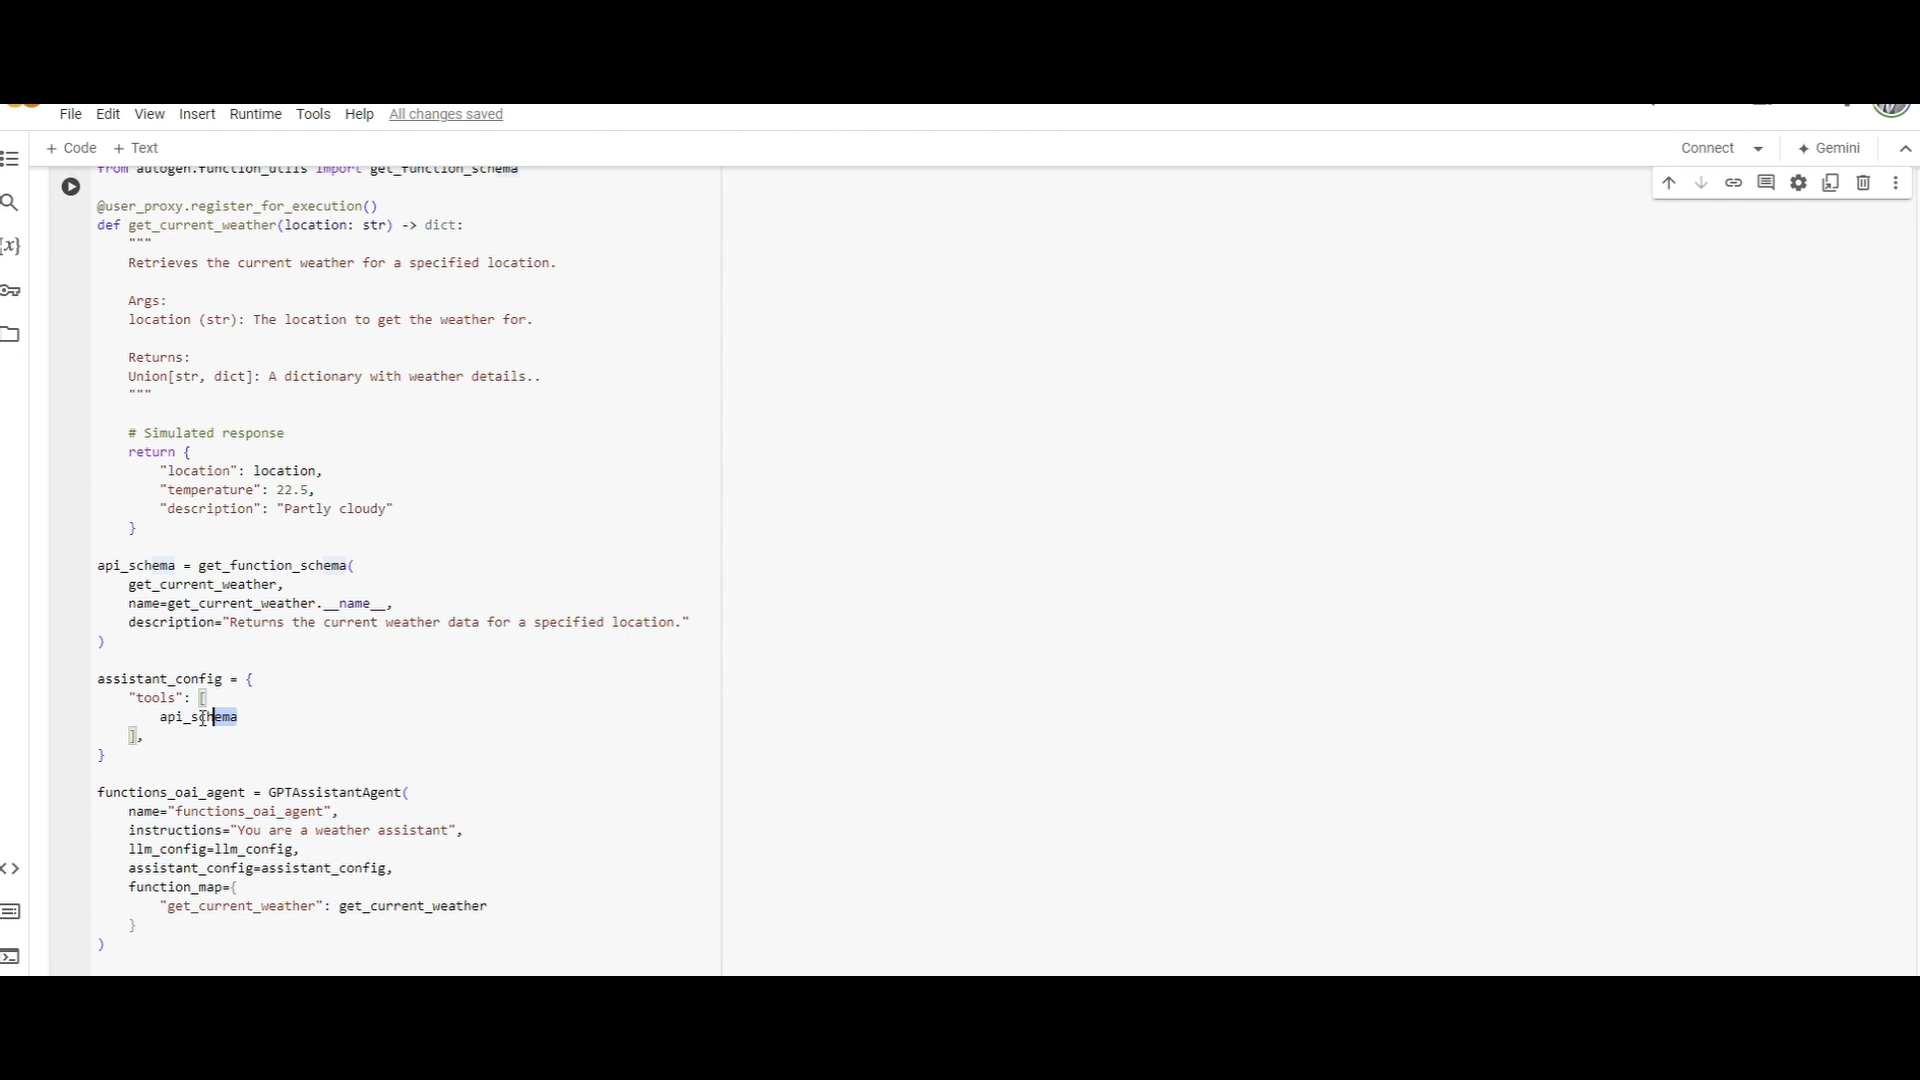 File Edit View Insert Runtime Tools Help All changes saved
+ Code + Text Connect Gemini
from autogen.function_utils import get_function_schema
@user_proxy.register_for_execution()
def get_current_weather(location: str) -> dict:
"""
Retrieves the current weather for a specified location.
Args:
location (str): The location to get the weather for.
Returns:
Union[str, dict]: A dictionary with weather details..
"""
# Simulated response
return {
"location": location,
"temperature": 22.5,
"description": "Partly cloudy"
}
api_schema = get_function_schema(
get_current_weather,
name=get_current_weather.__name__,
description="Returns the current weather data for a specified location."
)
assistant_config = {
"tools": [
api_schema
],
}
functions_oai_agent = GPTAssistantAgent(
name="functions_oai_agent",
instructions="You are a weather assistant",
llm_config=llm_config,
assistant_config=assistant_config,
function_map={
"get_current_weather": get_current_weather
}
)